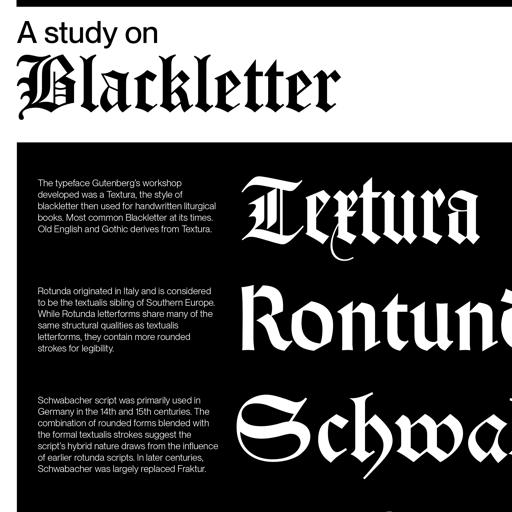 A study on
Blackletter
The typeface Gutenberg's workshop
developed was a Textura, the style of
blackletter then used for handwritten liturgical
books. Most common Blackletter at its times.
Old English and Gothic derives from Textura.
Textura
Rotunda originated in Italy and is considered
to be the textualis sibling of Southern Europe.
While Rotunda letterforms share many of the
same structural qualities as textualis
letterforms, they contain more rounded
strokes for legibility.
Rontund
Schwabacher script was primarily used in
Germany in the 14th and 15th centuries. The
combination of rounded forms blended with
the formal textualis strokes suggest the
script's hybrid nature draws from the influence
of earlier rotunda scripts. In later centuries,
Schwabacher was largely replaced Fraktur.
Schwa